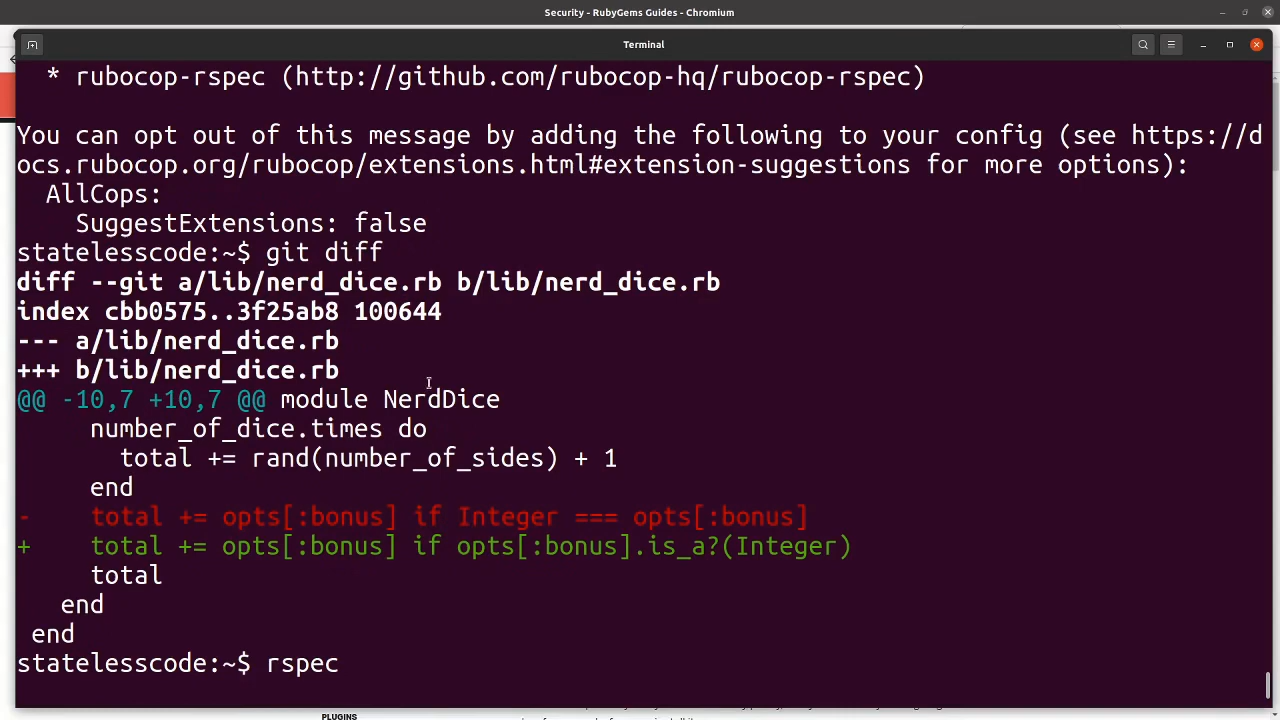 Security - RubyGems Guides - Chromium
Terminal
* rubocop-rspec (http://github.com/rubocop-hq/rubocop-rspec)
You can opt out of this message by adding the following to your config (see https://d
ocs.rubocop.org/rubocop/extensions.html#extension-suggestions for more options):
AllCops:
SuggestExtensions: false
statelesscode:~$ git diff
diff --git a/lib/nerd_dice.rb b/lib/nerd_dice.rb
index cbb0575..3f25ab8 100644
--- a/lib/nerd_dice.rb
+++ b/lib/nerd_dice.rb
@@ -10,7 +10,7 @@ module NerdDice
number_of_dice.times do
total += rand(number_of_sides) + 1
end
- total += opts[:bonus] if Integer === opts[:bonus]
+ total += opts[:bonus] if opts[:bonus].is_a?(Integer)
total
end
end
statelesscode:~$ rspec
PLUGINS